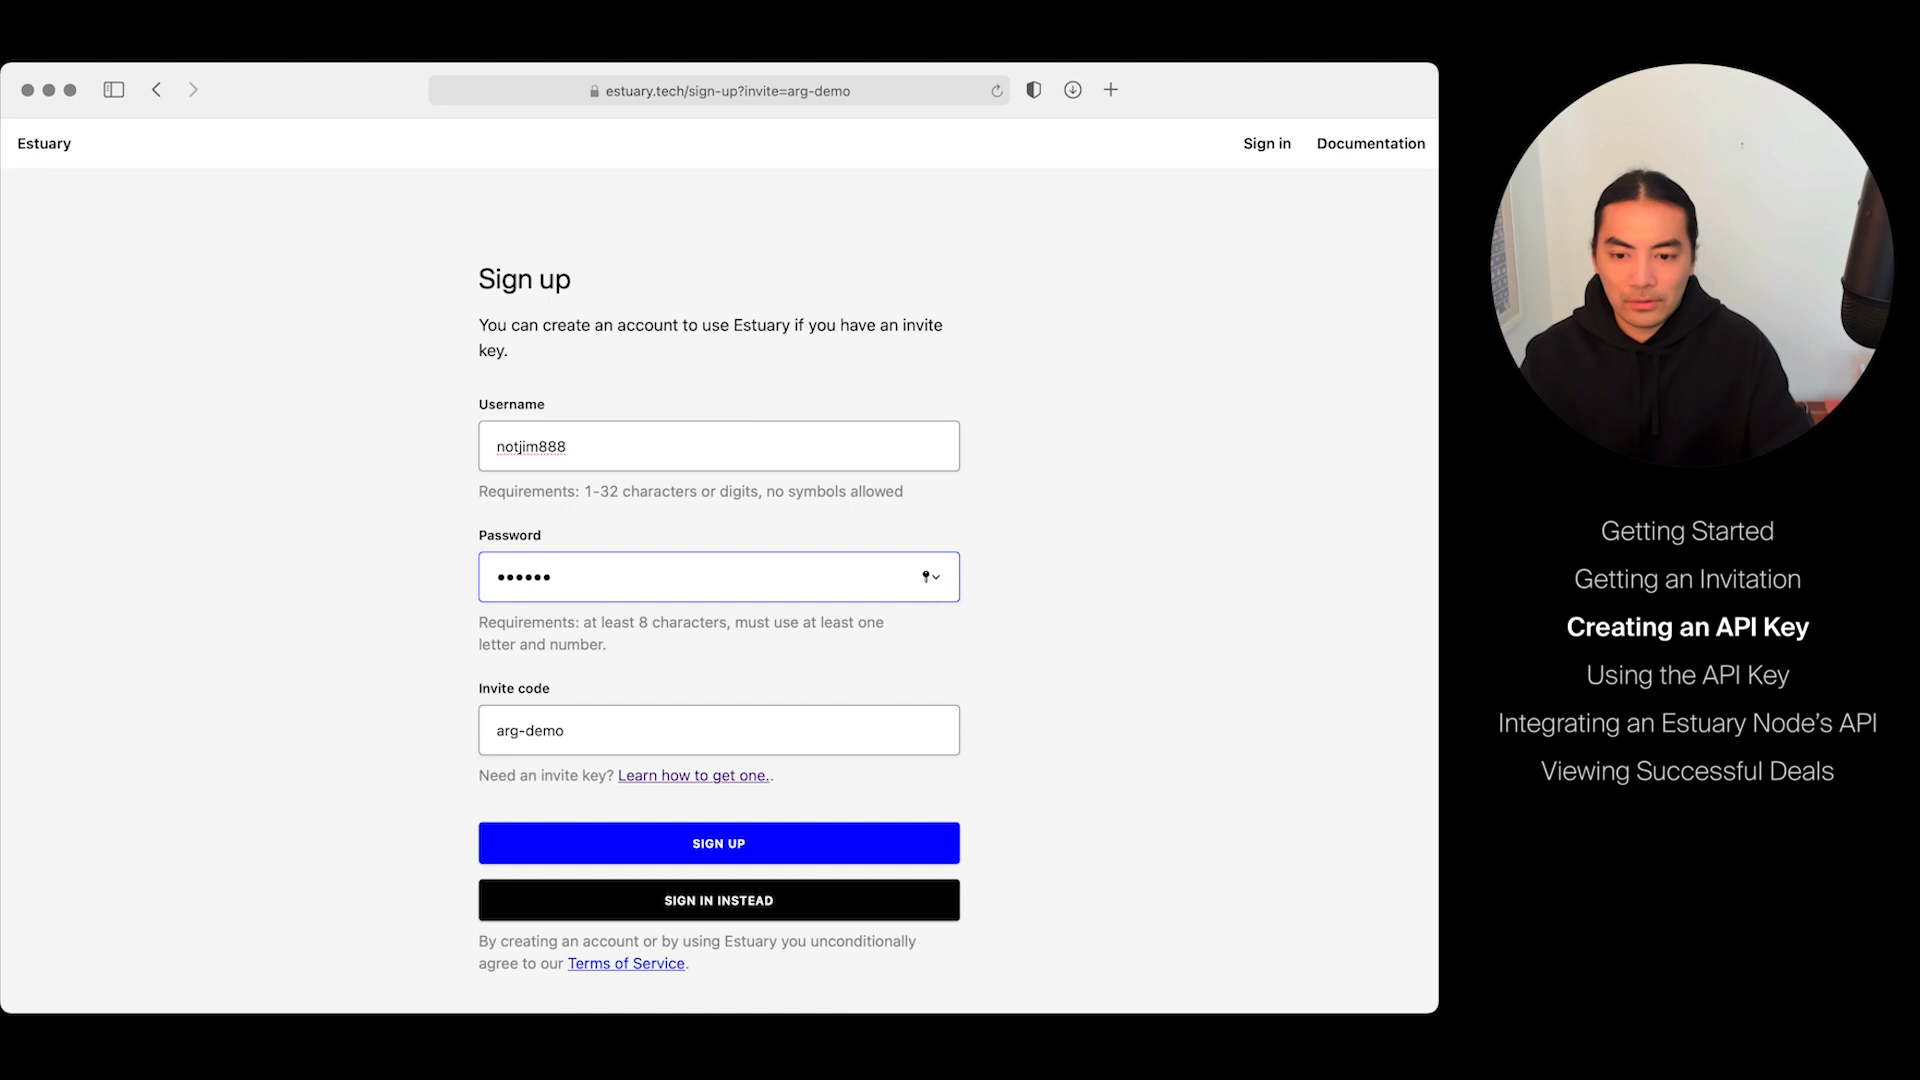 estuary.tech/sign-up?invite=arg-demo
Estuary
Sign in
Documentation
Sign up
You can create an account to use Estuary if you have an invite
key.
Username
notjim888
Requirements: 1-32 characters or digits, no symbols allowed
Password
••••••
Requirements: at least 8 characters, must use at least one
letter and number.
Invite code
arg-demo
Need an invite key? Learn how to get one..
SIGN UP
SIGN IN INSTEAD
By creating an account or by using Estuary you unconditionally
agree to our Terms of Service.
Getting Started
Getting an Invitation
Creating an API Key
Using the API Key
Integrating an Estuary Node’s API
Viewing Successful Deals